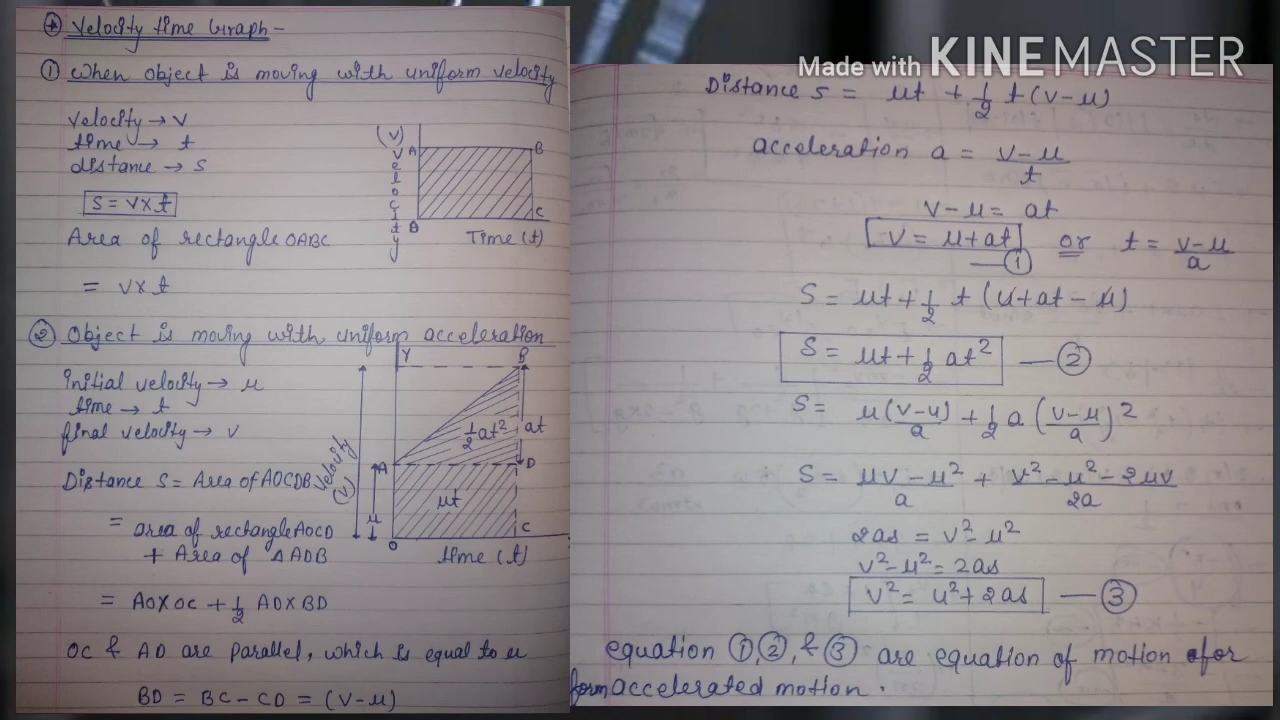 Velocity time Graph -
① When object is moving with uniform velocity
velocity → v
time → t
distance → s
S = v×t
Area of rectangle OABC
= v×t
(v)
Velocity
A
B
C
Time (t)
② Object is moving with uniform acceleration
initial velocity → u
time → t
final velocity → v
Distance S = Area of AOCDB
= area of rectangle AOCD
+ Area of △ADB
= AO×OC + 1/2 AD×BD
OC & AD are parallel, which is equal to u
BD = BC - CD = (v-u)
Y
B
1/2 at²
at
A
D
ut
u
C
O
Velocity (v)
time (t)
Made with KINEMASTER
Distance s = ut + 1/2 t (v-u)
acceleration a = v-u/t
v-u = at
v = u+at or t = v-u/a
— ①
S = ut + 1/2 t (u+at-u)
S = ut + 1/2 at² — ②
S = u(v-u)/a + 1/2 a (v-u/a)²
S = uv-u²/a + v²-u²-2uv/2a
2as = v²-u²
v²-u² = 2as
v² = u²+2as — ③
equation ①, ②, & ③ are equation of motion for
accelerated motion.